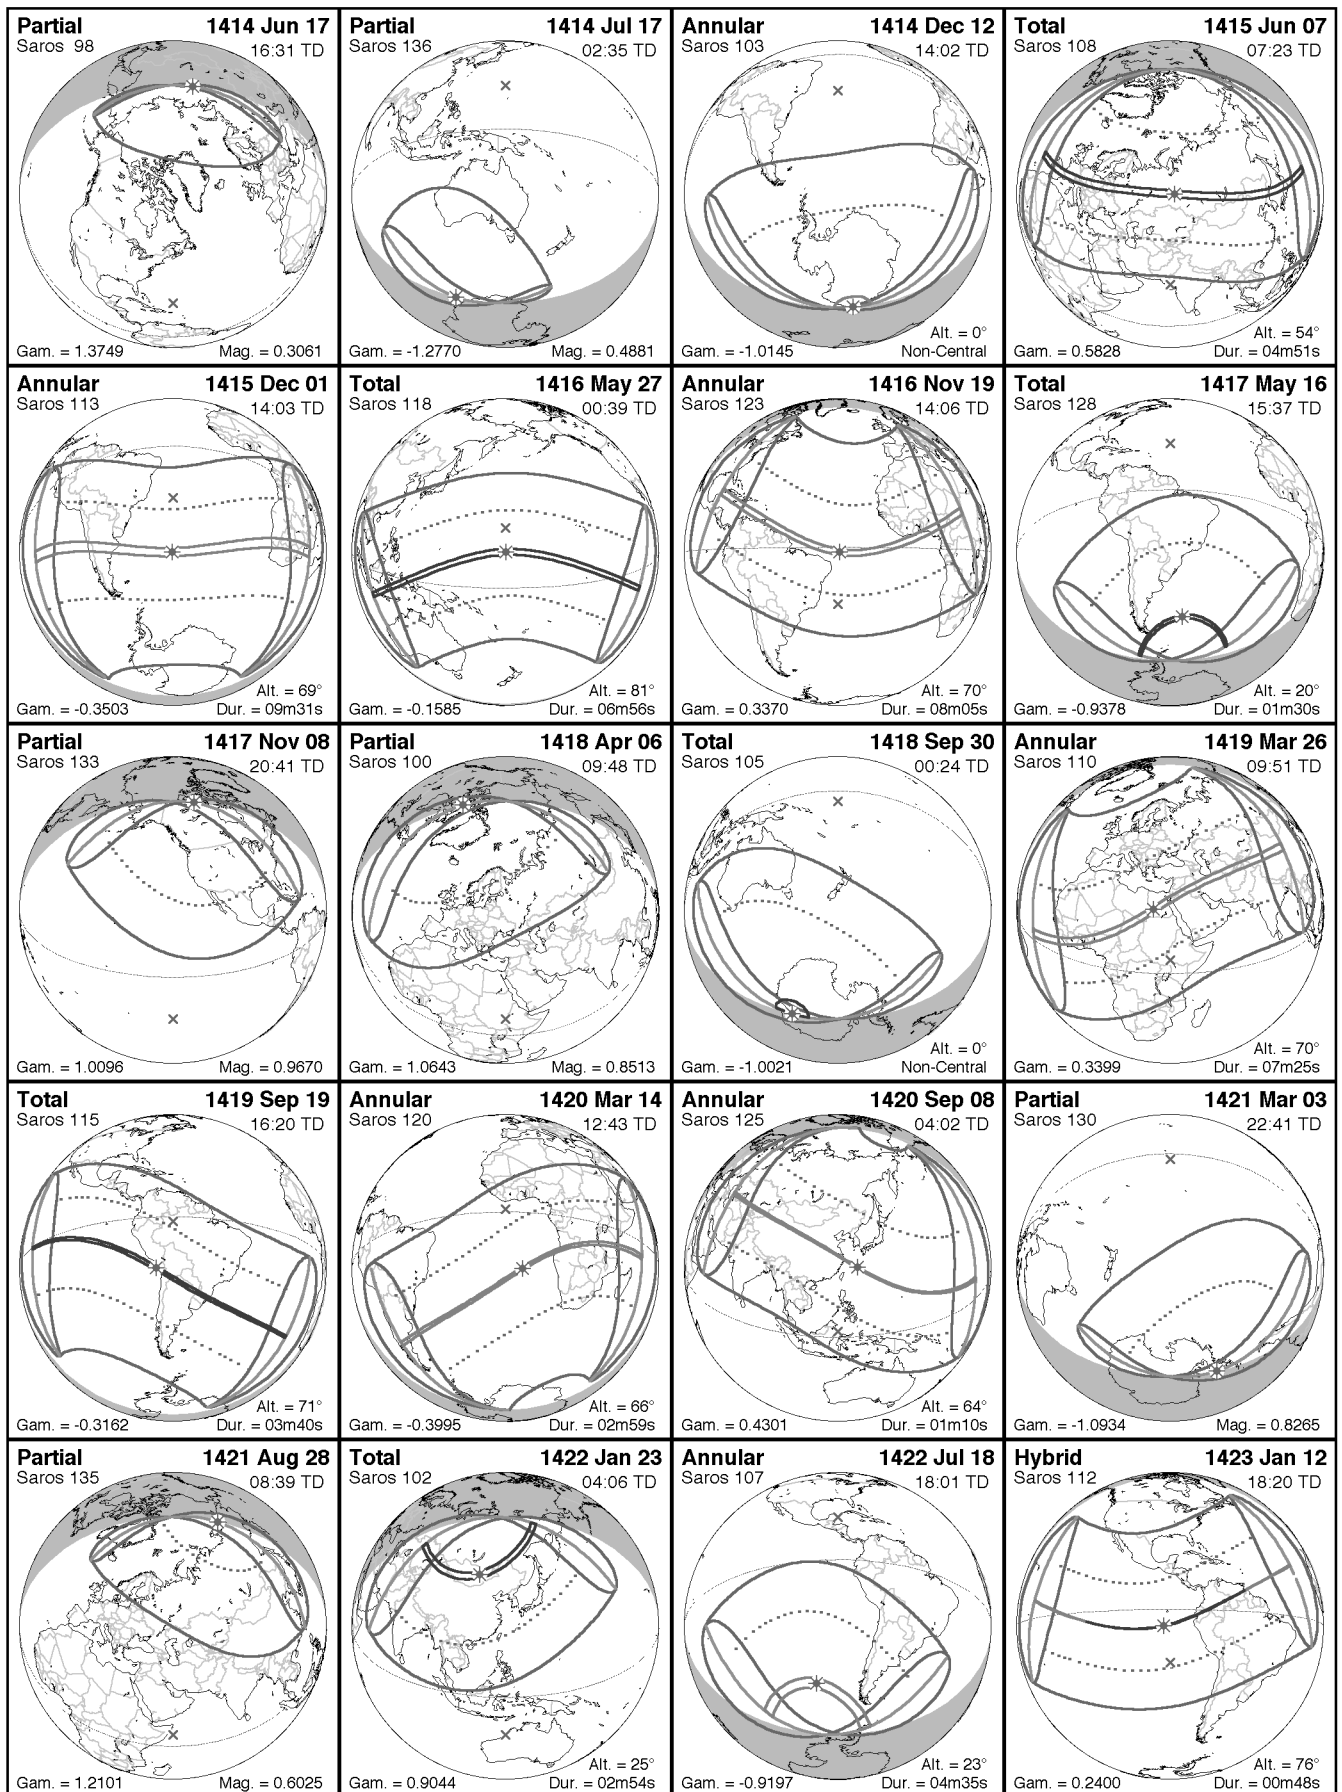 Partial 1414 Jun 17
Saros 98 16:31 TD
Gam. = 1.3749 Mag. = 0.3061
Partial 1414 Jul 17
Saros 136 02:35 TD
Gam. = -1.2770 Mag. = 0.4881
Annular 1414 Dec 12
Saros 103 14:02 TD
Alt. = 0°
Gam. = -1.0145 Non-Central
Total 1415 Jun 07
Saros 108 07:23 TD
Alt. = 54°
Gam. = 0.5828 Dur. = 04m51s
Annular 1415 Dec 01
Saros 113 14:03 TD
Alt. = 69°
Gam. = -0.3503 Dur. = 09m31s
Total 1416 May 27
Saros 118 00:39 TD
Alt. = 81°
Gam. = -0.1585 Dur. = 06m56s
Annular 1416 Nov 19
Saros 123 14:06 TD
Alt. = 70°
Gam. = 0.3370 Dur. = 08m05s
Total 1417 May 16
Saros 128 15:37 TD
Alt. = 20°
Gam. = -0.9378 Dur. = 01m30s
Partial 1417 Nov 08
Saros 133 20:41 TD
Gam. = 1.0096 Mag. = 0.9670
Partial 1418 Apr 06
Saros 100 09:48 TD
Gam. = 1.0643 Mag. = 0.8513
Total 1418 Sep 30
Saros 105 00:24 TD
Alt. = 0°
Gam. = -1.0021 Non-Central
Annular 1419 Mar 26
Saros 110 09:51 TD
Alt. = 70°
Gam. = 0.3399 Dur. = 07m25s
Total 1419 Sep 19
Saros 115 16:20 TD
Alt. = 71°
Gam. = -0.3162 Dur. = 03m40s
Annular 1420 Mar 14
Saros 120 12:43 TD
Alt. = 66°
Gam. = -0.3995 Dur. = 02m59s
Annular 1420 Sep 08
Saros 125 04:02 TD
Alt. = 64°
Gam. = 0.4301 Dur. = 01m10s
Partial 1421 Mar 03
Saros 130 22:41 TD
Gam. = -1.0934 Mag. = 0.8265
Partial 1421 Aug 28
Saros 135 08:39 TD
Gam. = 1.2101 Mag. = 0.6025
Total 1422 Jan 23
Saros 102 04:06 TD
Alt. = 25°
Gam. = 0.9044 Dur. = 02m54s
Annular 1422 Jul 18
Saros 107 18:01 TD
Alt. = 23°
Gam. = -0.9197 Dur. = 04m35s
Hybrid 1423 Jan 12
Saros 112 18:20 TD
Alt. = 76°
Gam. = 0.2400 Dur. = 00m48s